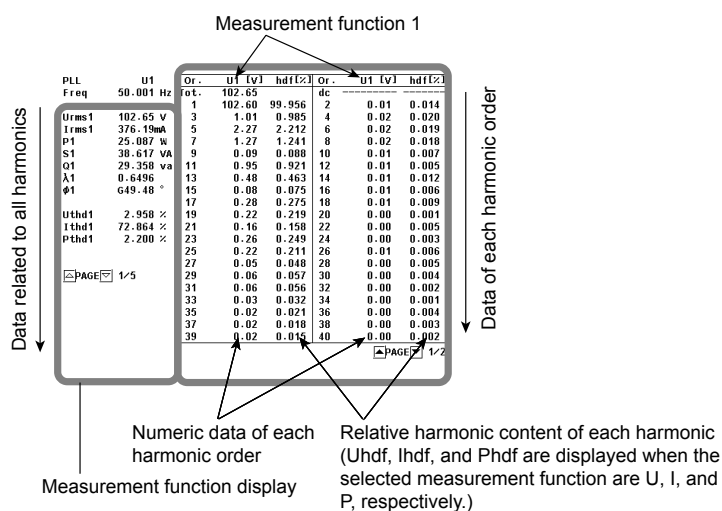 Measurement function 1
PLL U1
Freq 50.001 Hz
Urms1 102.65 V
Irms1 376.19mA
P1 25.087 W
S1 38.617 VA
Q1 29.358 va
λ1 0.6496
φ1 G49.48 °
Uthd1 2.958 %
Ithd1 72.864 %
Pthd1 2.200 %
PAGE 1/5
Or. U1 [V] hdf[%] Or. U1 [V] hdf[%]
Tot. 102.65 dc -------- --------
1 102.60 99.956 2 0.01 0.014
3 1.01 0.985 4 0.02 0.020
5 2.27 2.212 6 0.02 0.019
7 1.27 1.241 8 0.02 0.018
9 0.09 0.088 10 0.01 0.007
11 0.95 0.921 12 0.01 0.005
13 0.48 0.463 14 0.01 0.012
15 0.08 0.075 16 0.01 0.006
17 0.28 0.275 18 0.01 0.009
19 0.22 0.219 20 0.00 0.001
21 0.16 0.158 22 0.00 0.005
23 0.26 0.249 24 0.00 0.003
25 0.22 0.211 26 0.01 0.006
27 0.05 0.048 28 0.00 0.005
29 0.06 0.057 30 0.00 0.004
31 0.06 0.056 32 0.00 0.002
33 0.03 0.032 34 0.00 0.001
35 0.02 0.021 36 0.00 0.004
37 0.02 0.018 38 0.00 0.003
39 0.02 0.015 40 0.00 0.002
PAGE 1/2
Data related to all harmonics
Data of each harmonic order
Numeric data of each
harmonic order
Measurement function display
Relative harmonic content of each harmonic
(Uhdf, Ihdf, and Phdf are displayed when the
selected measurement function are U, I, and
P, respectively.)